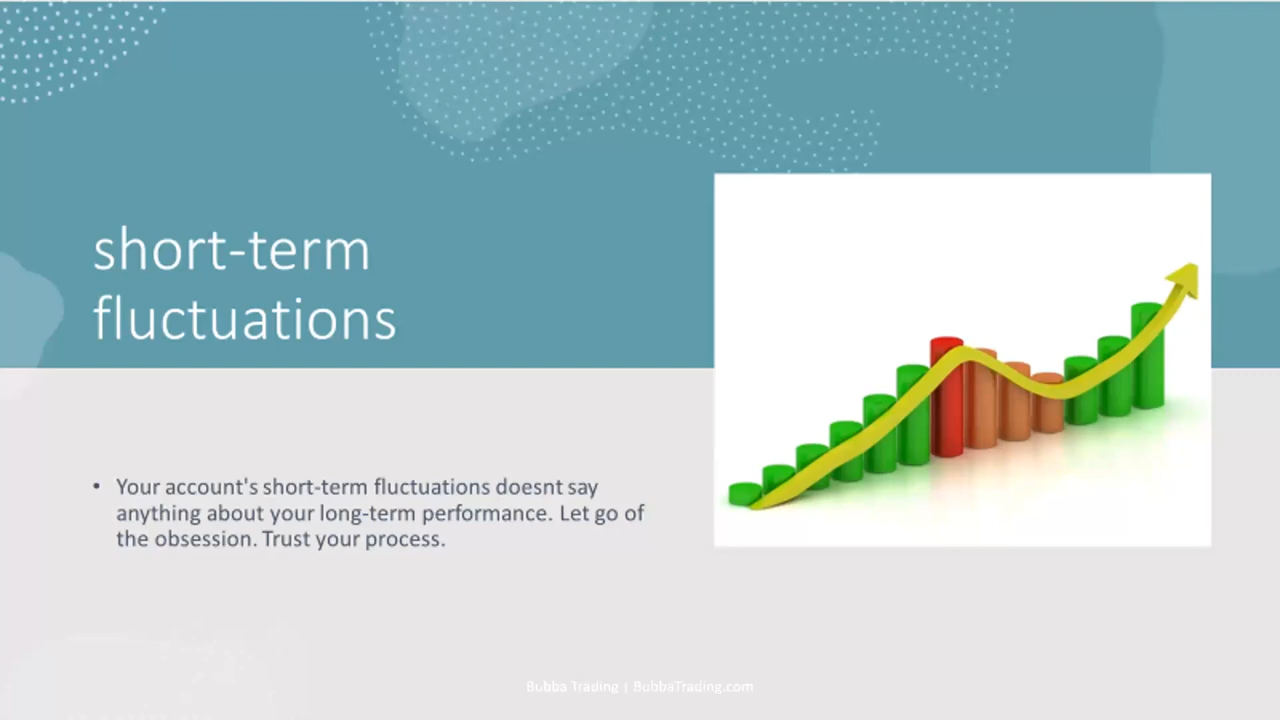 short-term
fluctuations
• Your account's short-term fluctuations doesnt say
anything about your long-term performance. Let go of
the obsession. Trust your process.
Bubba Trading | BubbaTrading.com